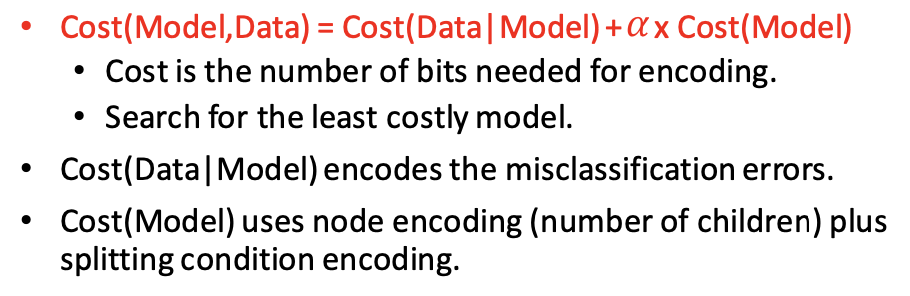 • Cost(Model,Data) = Cost(Data|Model) + α x Cost(Model)
• Cost is the number of bits needed for encoding.
• Search for the least costly model.
• Cost(Data|Model) encodes the misclassification errors.
• Cost(Model) uses node encoding (number of children) plus
splitting condition encoding.